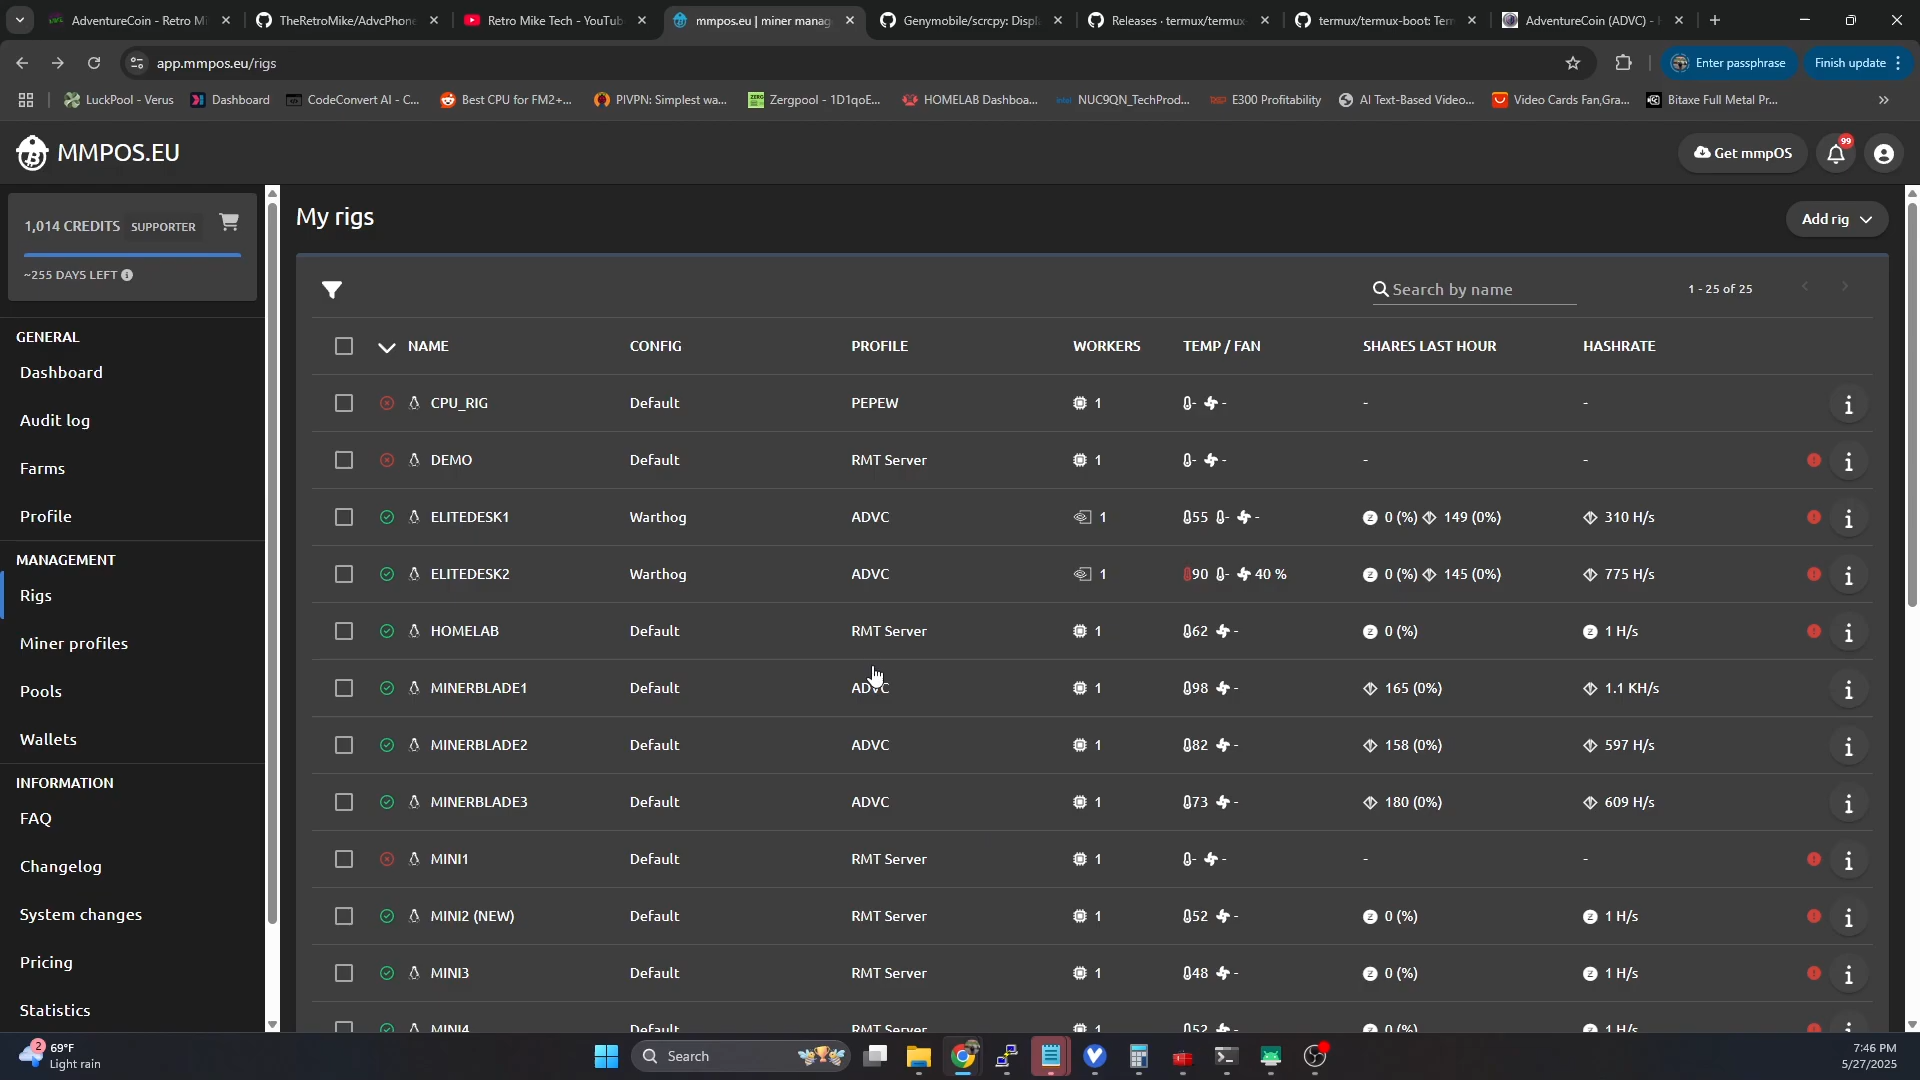 AdventureCoin - Retro Mi
TheRetroMike/AdvcPhone
Retro Mike Tech - YouTub
mmpos.eu | miner manag
Genymobile/scrcpy: Displ
Releases · termux/termux-
termux/termux-boot: Ter
AdventureCoin (ADVC) -
app.mmpos.eu/rigs
Enter passphrase
Finish update
LuckPool - Verus
Dashboard
CodeConvert AI - C...
Best CPU for FM2+...
PIVPN: Simplest wa...
Zergpool - 1D1qoE...
HOMELAB Dashboa...
NUC9QN_TechProd...
E300 Profitability
AI Text-Based Video...
Video Cards Fan,Gra...
Bitaxe Full Metal Pr...
MMPOS.EU
Get mmpOS
99
1,014 CREDITS SUPPORTER
~255 DAYS LEFT
GENERAL
Dashboard
Audit log
Farms
Profile
MANAGEMENT
Rigs
Miner profiles
Pools
Wallets
INFORMATION
FAQ
Changelog
System changes
Pricing
Statistics
My rigs
Add rig
Search by name
1 - 25 of 25
NAME CONFIG PROFILE WORKERS TEMP / FAN SHARES LAST HOUR HASHRATE
CPU_RIG Default PEPEW 1 - - - -
DEMO Default RMT Server 1 - - - -
ELITEDESK1 Warthog ADVC 1 55 - - 0 (%) 149 (0%) 310 H/s
ELITEDESK2 Warthog ADVC 1 90 - 40 % 0 (%) 145 (0%) 775 H/s
HOMELAB Default RMT Server 1 62 - 0 (%) 1 H/s
MINERBLADE1 Default ADVC 1 98 - 165 (0%) 1.1 KH/s
MINERBLADE2 Default ADVC 1 82 - 158 (0%) 597 H/s
MINERBLADE3 Default ADVC 1 73 - 180 (0%) 609 H/s
MINI1 Default RMT Server 1 - - - -
MINI2 (NEW) Default RMT Server 1 52 - 0 (%) 1 H/s
MINI3 Default RMT Server 1 48 - 0 (%) 1 H/s
MINI4 Default RMT Server 1 52 - 0 (%) 1 H/s
2
69°F
Light rain
Search
7:46 PM
5/27/2025